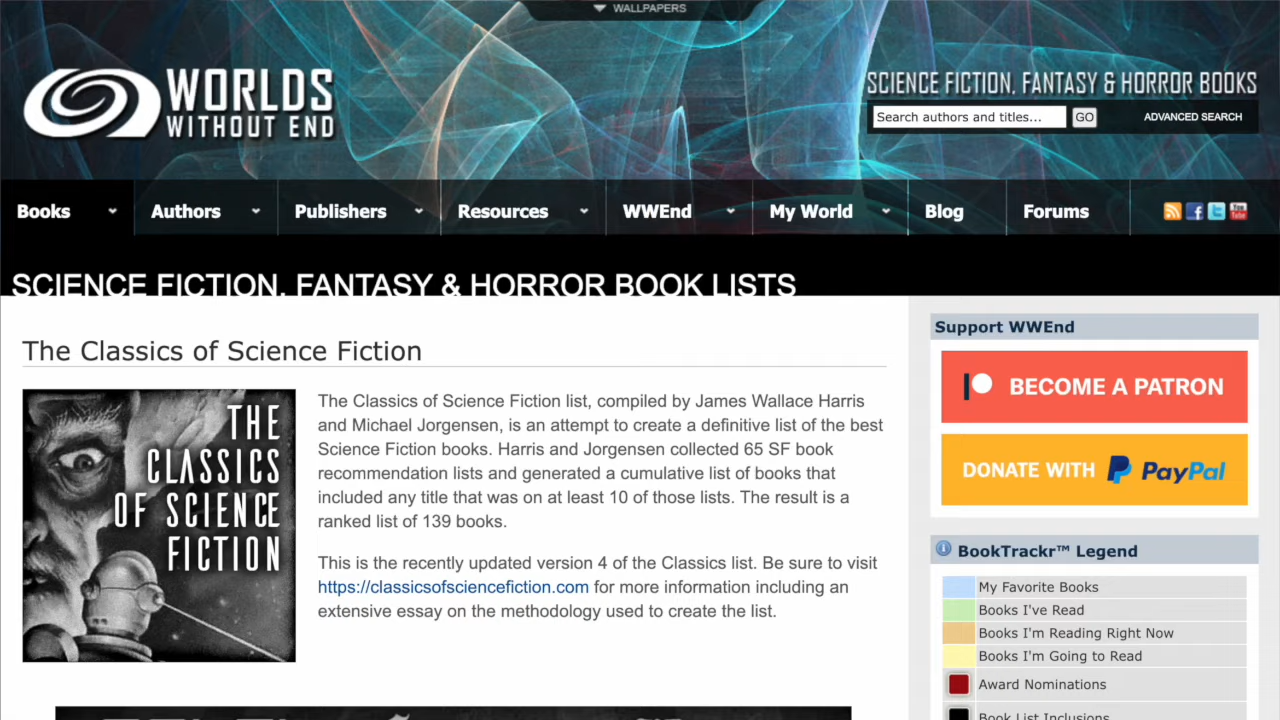 WALLPAPERS
WORLDS
WITHOUT END
SCIENCE FICTION, FANTASY & HORROR BOOKS
Search authors and titles...
GO
ADVANCED SEARCH
Books
Authors
Publishers
Resources
WWEnd
My World
Blog
Forums
You
Tube
SCIENCE FICTION, FANTASY & HORROR BOOK LISTS
The Classics of Science Fiction
THE
CLASSICS
OF SCIENCE
FICTION
The Classics of Science Fiction list, compiled by James Wallace Harris
and Michael Jorgensen, is an attempt to create a definitive list of the best
Science Fiction books. Harris and Jorgensen collected 65 SF book
recommendation lists and generated a cumulative list of books that
included any title that was on at least 10 of those lists. The result is a
ranked list of 139 books.
This is the recently updated version 4 of the Classics list. Be sure to visit
https://classicsofsciencefiction.com for more information including an
extensive essay on the methodology used to create the list.
Support WWEnd
BECOME A PATRON
DONATE WITH PayPal
BookTrackr™ Legend
My Favorite Books
Books I've Read
Books I'm Reading Right Now
Books I'm Going to Read
Award Nominations
Book List Inclusions